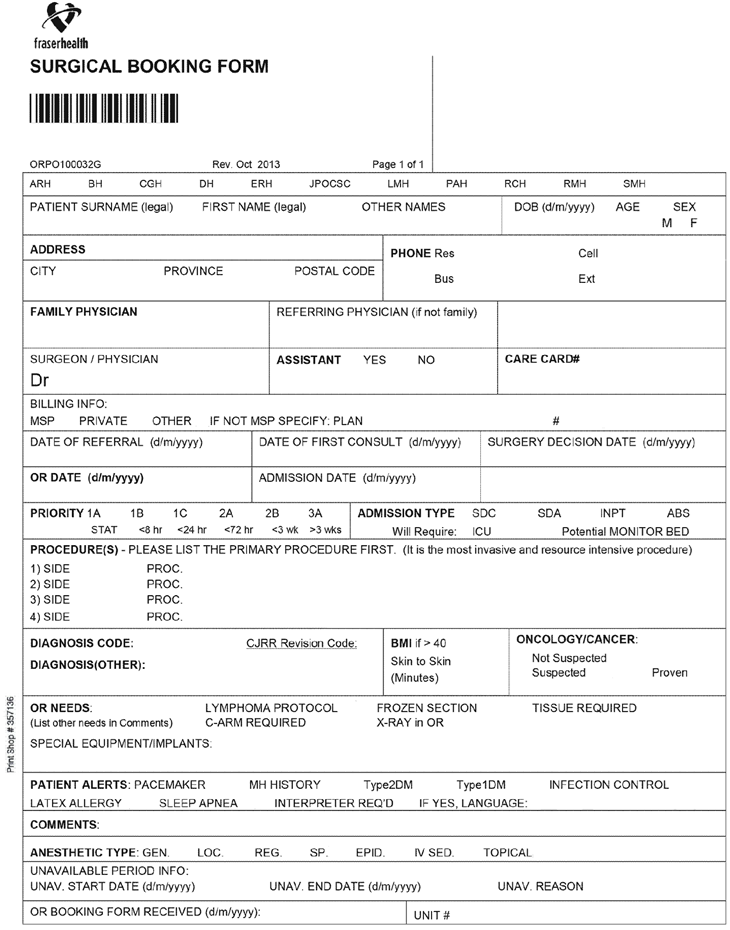 fraserhealth
SURGICAL BOOKING FORM
ORPO100032G Rev. Oct 2013 Page 1 of 1
ARH BH CGH DH ERH JPOCSC LMH PAH RCH RMH SMH
PATIENT SURNAME (legal) FIRST NAME (legal) OTHER NAMES DOB (d/m/yyyy) AGE SEX
M F
ADDRESS
PHONE Res Cell
CITY PROVINCE POSTAL CODE
Bus Ext
FAMILY PHYSICIAN REFERRING PHYSICIAN (if not family)
SURGEON / PHYSICIAN ASSISTANT YES NO CARE CARD#
Dr
BILLING INFO:
MSP PRIVATE OTHER IF NOT MSP SPECIFY: PLAN #
DATE OF REFERRAL (d/m/yyyy) DATE OF FIRST CONSULT (d/m/yyyy) SURGERY DECISION DATE (d/m/yyyy)
OR DATE (d/m/yyyy) ADMISSION DATE (d/m/yyyy)
PRIORITY 1A 1B 1C 2A 2B 3A ADMISSION TYPE SDC SDA INPT ABS
STAT <8 hr <24 hr <72 hr <3 wk >3 wks Will Require: ICU Potential MONITOR BED
PROCEDURE(S) - PLEASE LIST THE PRIMARY PROCEDURE FIRST. (It is the most invasive and resource intensive procedure)
1) SIDE PROC.
2) SIDE PROC.
3) SIDE PROC.
4) SIDE PROC.
DIAGNOSIS CODE: CJRR Revision Code: BMI if > 40 ONCOLOGY/CANCER:
Skin to Skin Not Suspected
DIAGNOSIS(OTHER): (Minutes) Suspected Proven
OR NEEDS: LYMPHOMA PROTOCOL FROZEN SECTION TISSUE REQUIRED
(List other needs in Comments) C-ARM REQUIRED X-RAY in OR
SPECIAL EQUIPMENT/IMPLANTS:
PATIENT ALERTS: PACEMAKER MH HISTORY Type2DM Type1DM INFECTION CONTROL
LATEX ALLERGY SLEEP APNEA INTERPRETER REQ'D IF YES, LANGUAGE:
COMMENTS:
ANESTHETIC TYPE: GEN. LOC. REG. SP. EPID. IV SED. TOPICAL
UNAVAILABLE PERIOD INFO:
UNAV. START DATE (d/m/yyyy) UNAV. END DATE (d/m/yyyy) UNAV. REASON
OR BOOKING FORM RECEIVED (d/m/yyyy): UNIT #
Print Shop # 357136